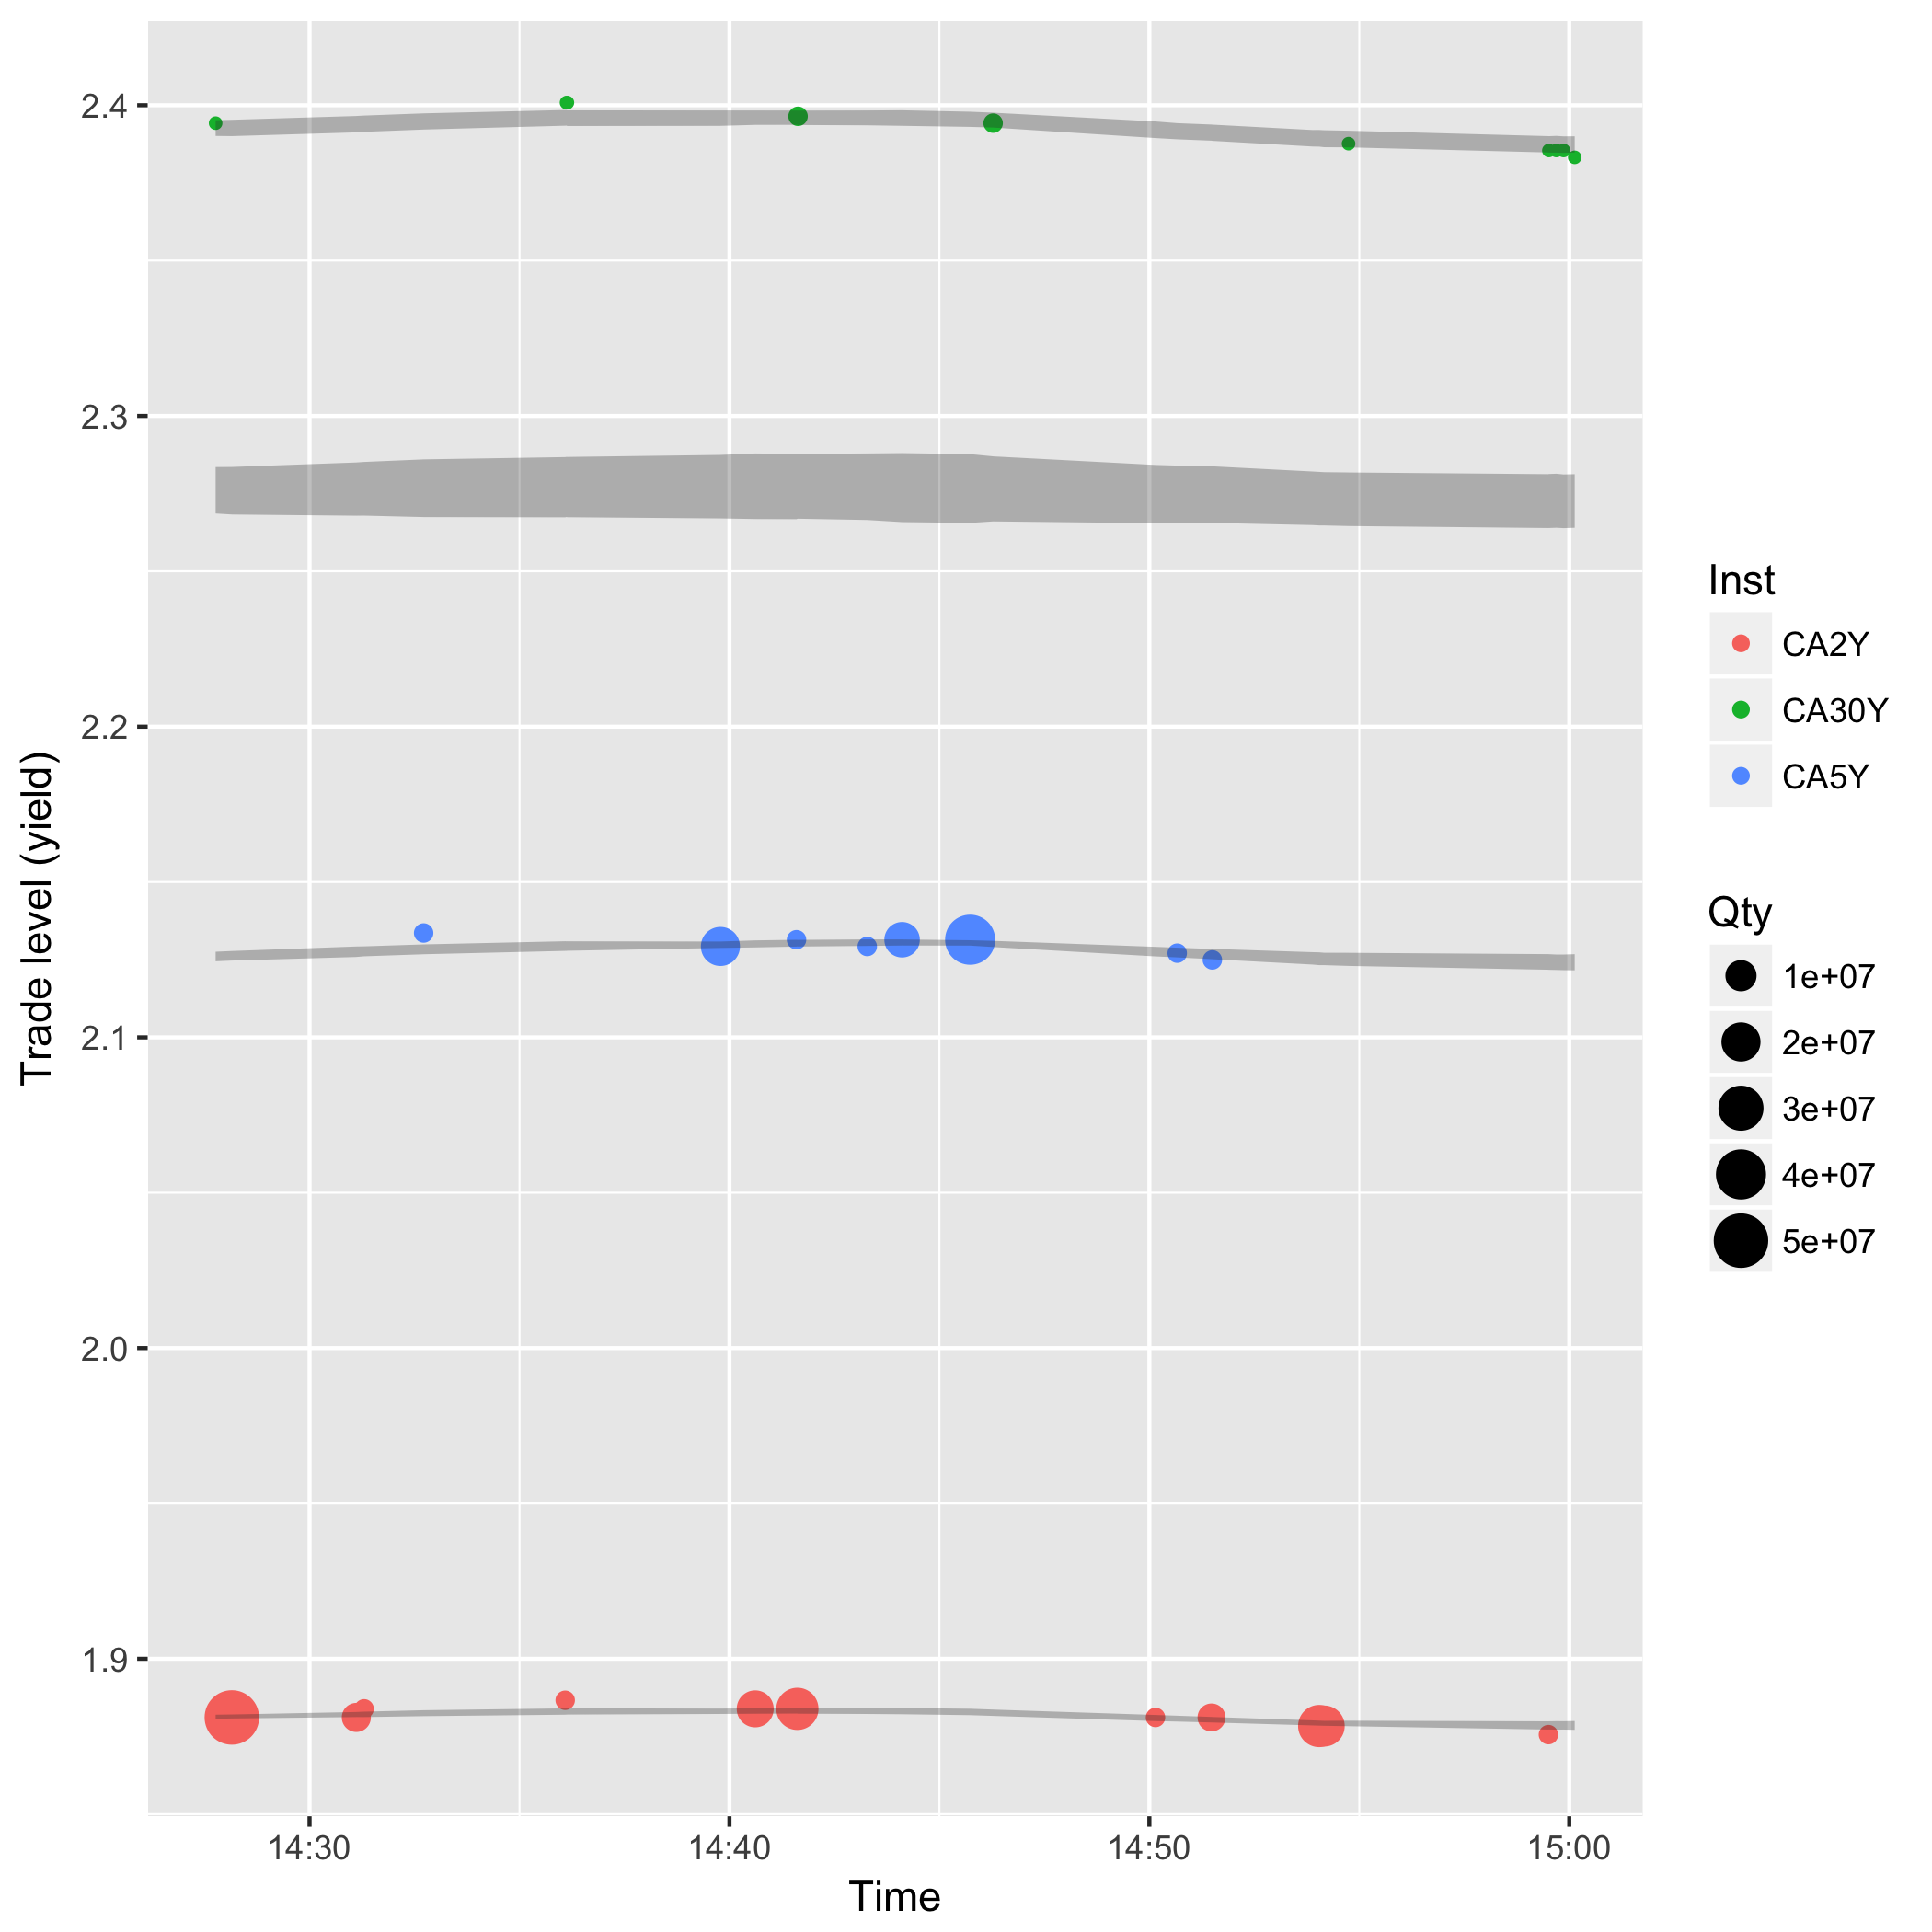 Trade level (yield)
2.4
2.3
2.2
2.1
2.0
1.9
14:30
14:40
14:50
15:00
Time
Inst
CA2Y
CA30Y
CA5Y
Qty
1e+07
2e+07
3e+07
4e+07
5e+07